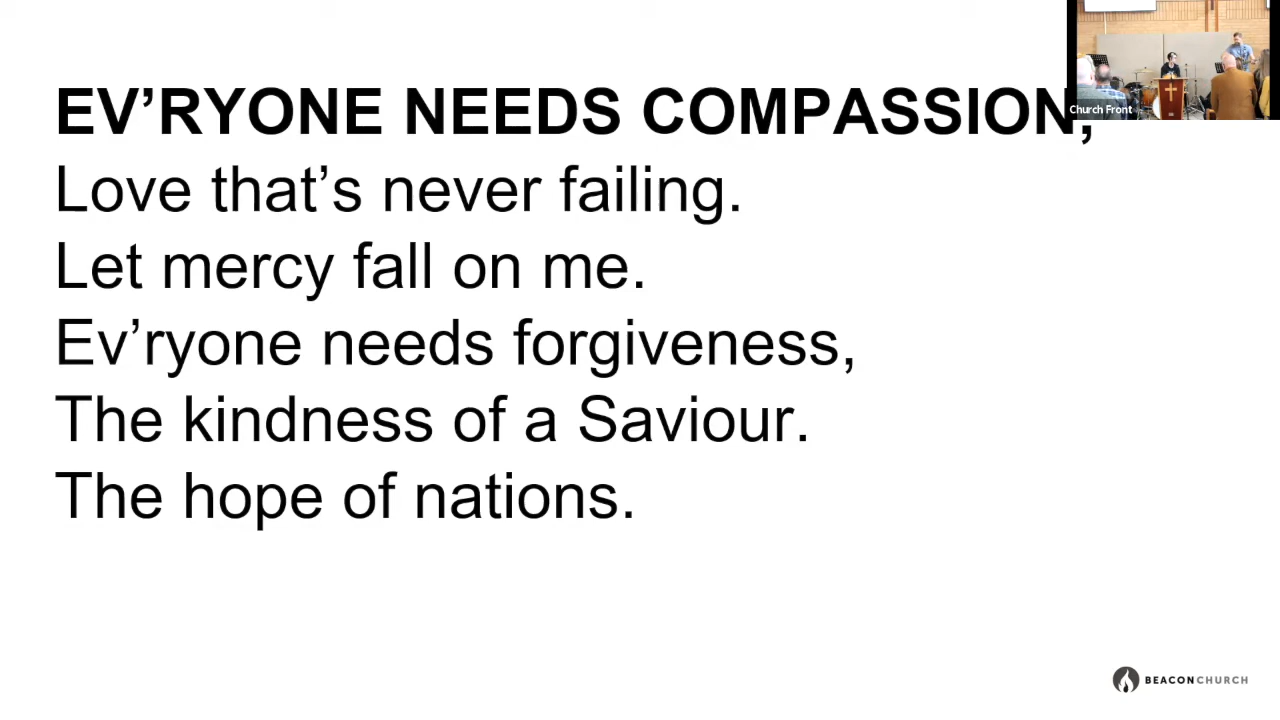 EV’RYONE NEEDS COMPASSION,
Love that’s never failing.
Let mercy fall on me.
Ev’ryone needs forgiveness,
The kindness of a Saviour.
The hope of nations.
Church Front
BEACONCHURCH